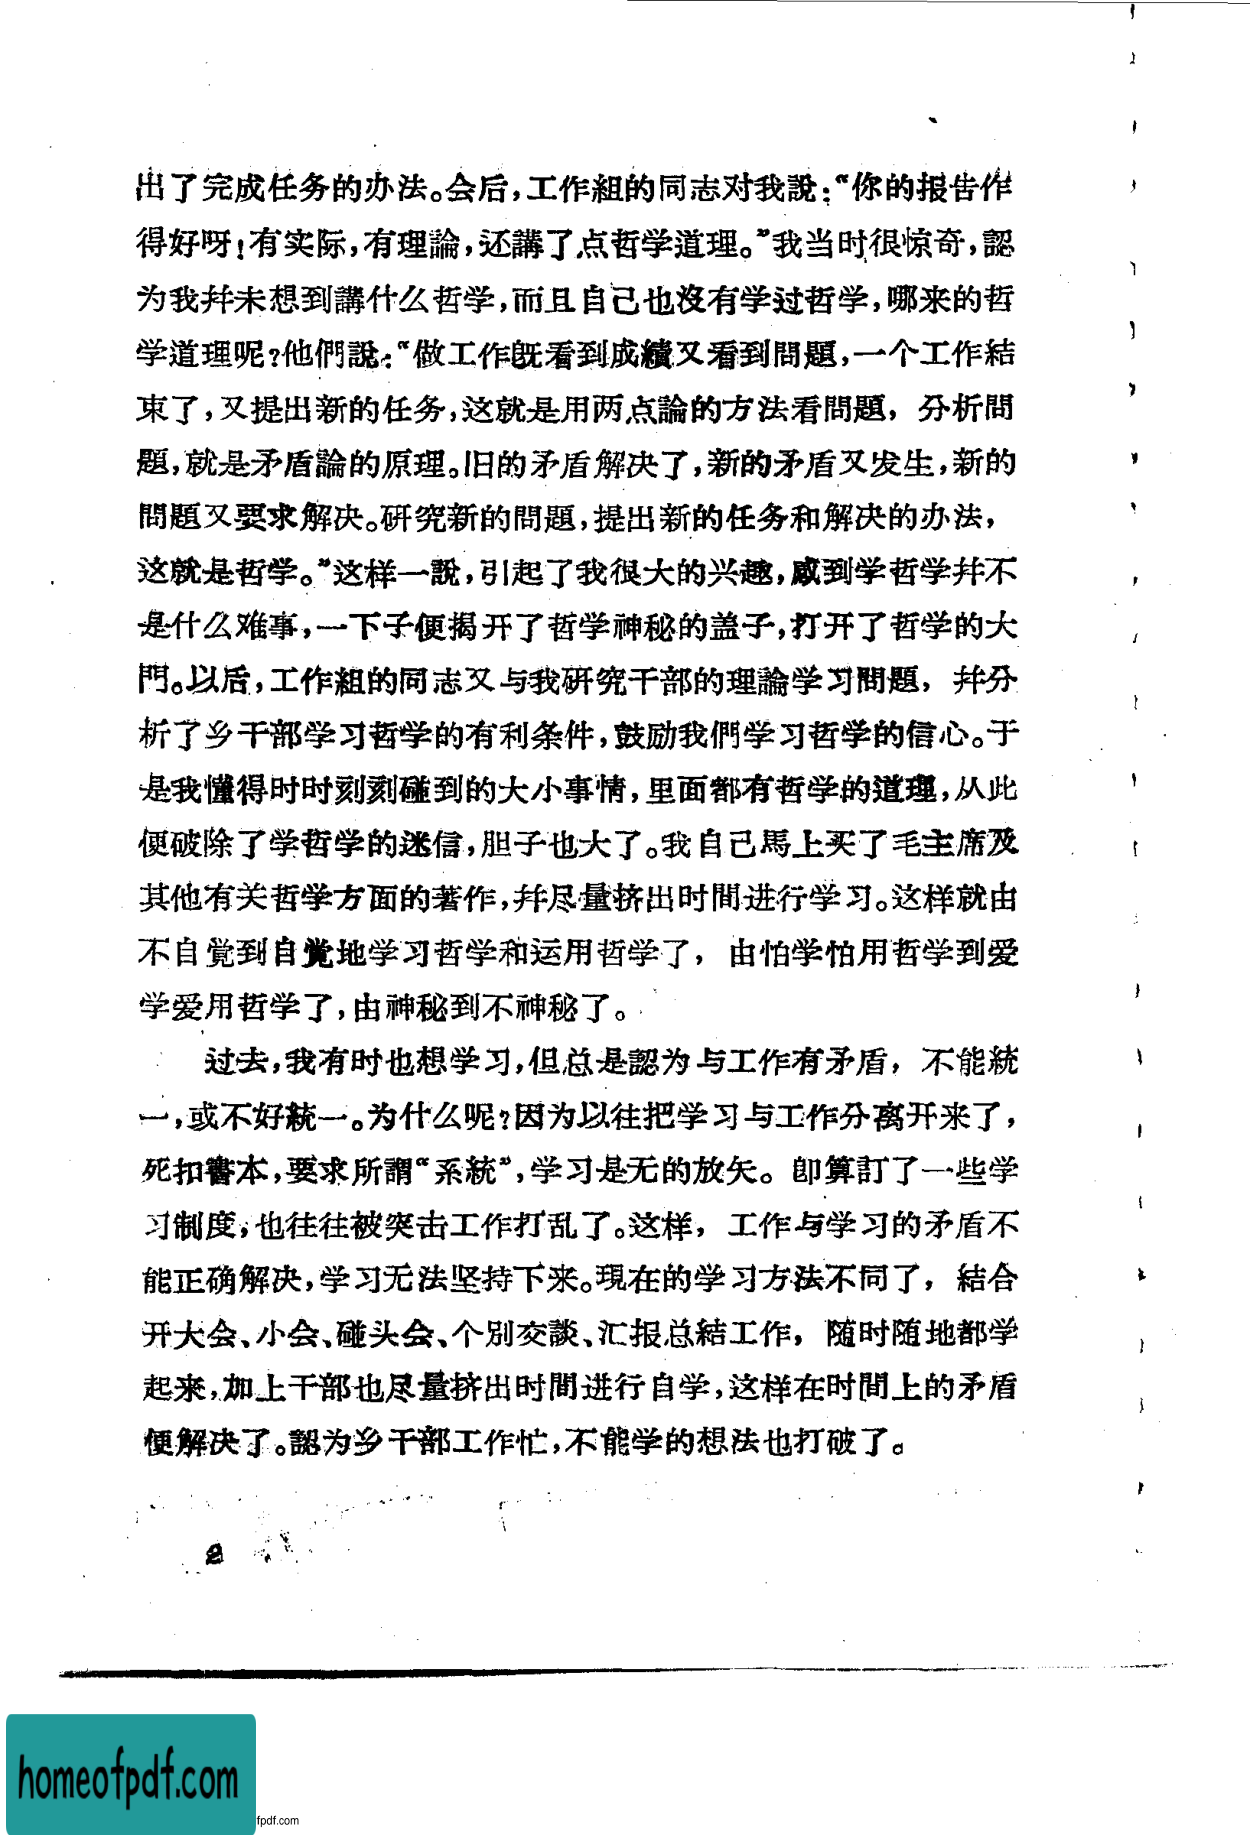 出了完成任务的办法。会后,工作組的同志对我說:“你的报告作
得好呀!有实际,有理論,还講了点哲学道理。”我当时很惊奇,認
为我幷未想到講什么哲学,而且自己也沒有学过哲学,哪来的哲
学道理呢?他們說:“做工作旣看到成績又看到問題,一个工作結
束了,又提出新的任务,这就是用两点論的方法看問題,分析問
題,就是矛盾論的原理。旧的矛盾解决了,新的矛盾又发生,新的
問題又要求解决。研究新的問題,提出新的任务和解决的办法,
这就是哲学。”这样一說,引起了我很大的兴趣,感到学哲学幷不
是什么难事,一下子便揭开了哲学神秘的盖子,打开了哲学的大
門。以后,工作組的同志又与我研究干部的理論学习問題,幷分
析了乡干部学习哲学的有利条件,鼓励我們学习哲学的信心。于
是我懂得时时刻刻碰到的大小事情,里面都有哲学的道理,从此
便破除了学哲学的迷信,胆子也大了。我自己馬上买了毛主席及
其他有关哲学方面的著作,幷尽量挤出时間进行学习。这样就由
不自覚到自覚地学习哲学和运用哲学了,由怕学怕用哲学到爱
学爱用哲学了,由神秘到不神秘了。
过去,我有时也想学习,但总是認为与工作有矛盾,不能統
一,或不好統一。为什么呢?因为以往把学习与工作分离开来了,
死扣書本,要求所謂“系統”,学习是无的放矢。卽算訂了一些学
习制度,也往往被突击工作打乱了。这样,工作与学习的矛盾不
能正确解决,学习无法坚持下来。現在的学习方法不同了,結合
开大会、小会、碰头会、个別交談、汇报总結工作,随时随地都学
起来,加上干部也尽量挤出时間进行自学,这样在时間上的矛盾
便解决了。認为乡干部工作忙,不能学的想法也打破了。
2
homeofpdf.com
fpdf.com